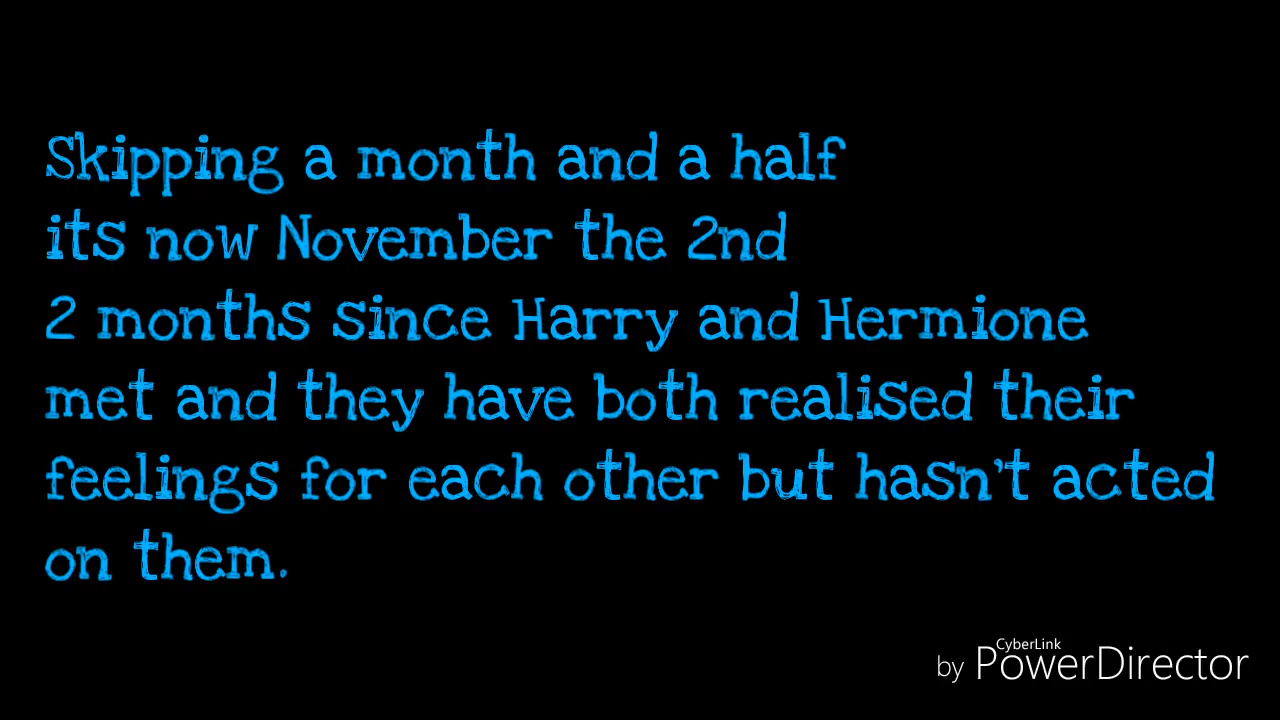 Skipping a month and a half
its now November the 2nd
2 months since Harry and Hermione
met and they have both realised their
feelings for each other but hasn't acted
on them.
CyberLink
by PowerDirector